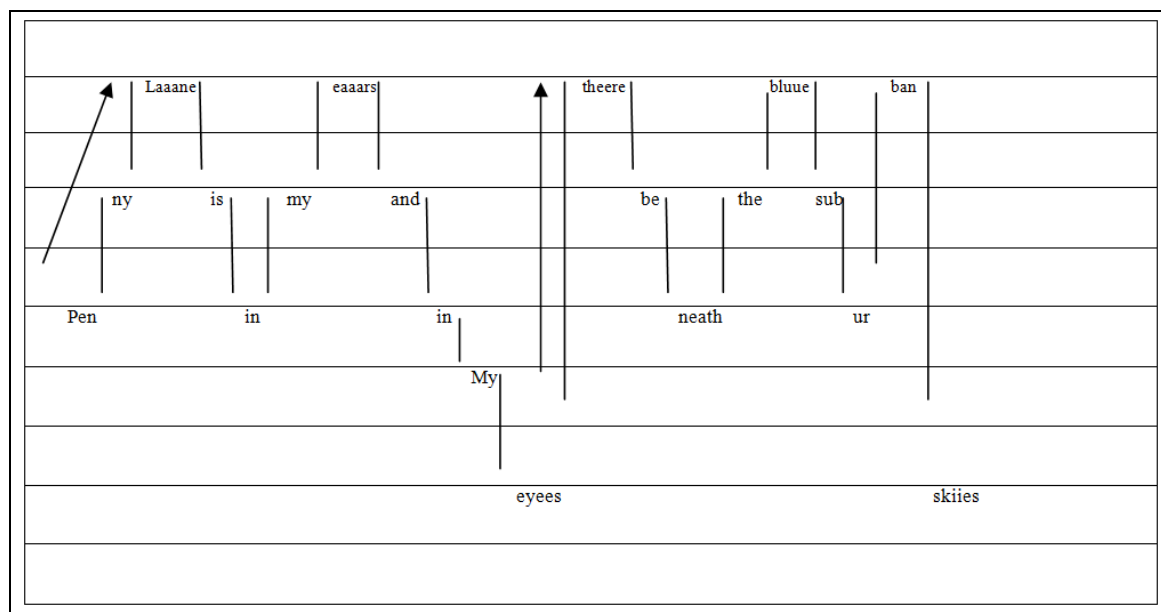 Laaane eaaars theere bluue ban
ny is my and be the sub
Pen in in neath ur
My
eyees skiies